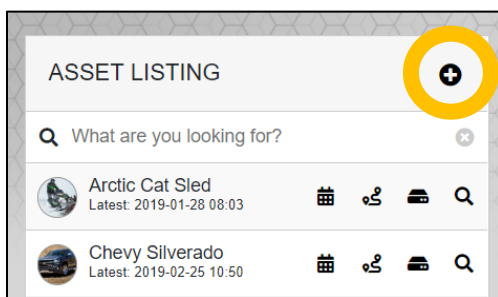 ASSET LISTING
What are you looking for?
Arctic Cat Sled
Latest: 2019-01-28 08:03
Chevy Silverado
Latest: 2019-02-25 10:50